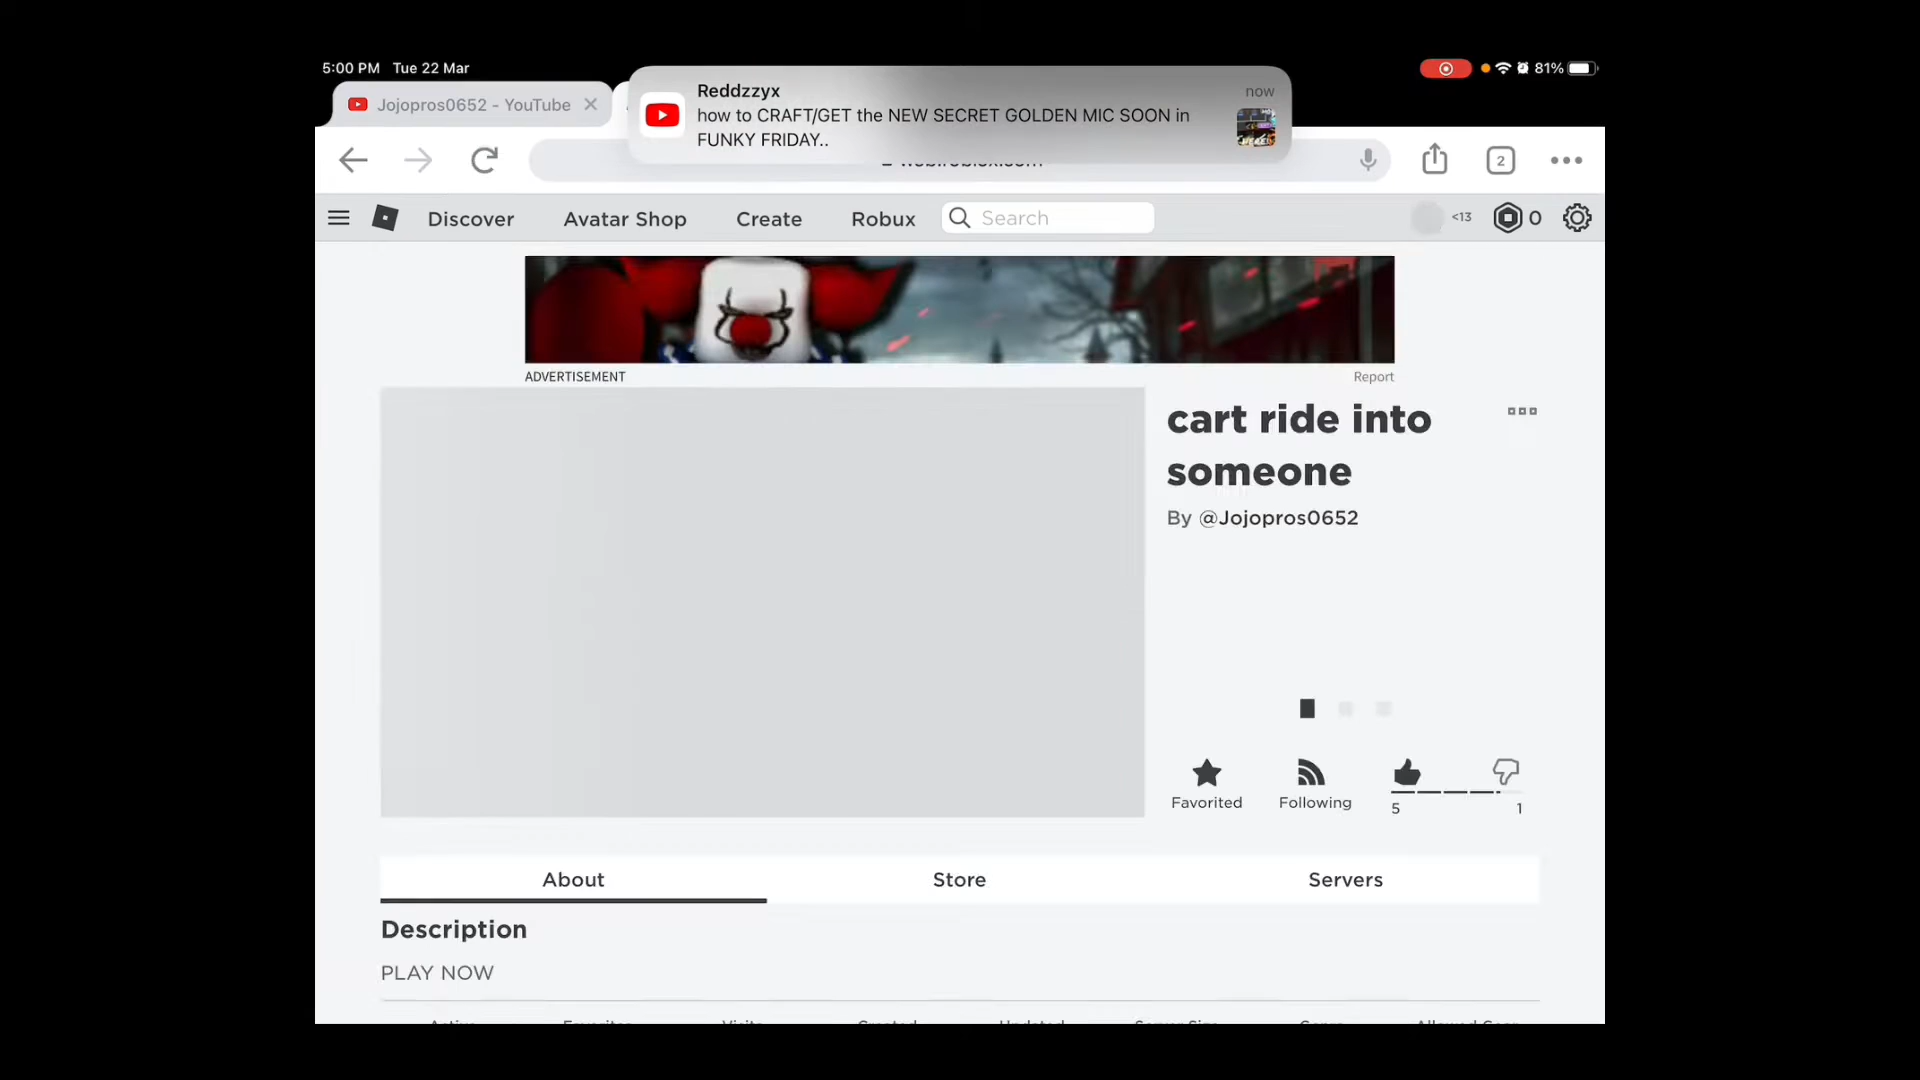 5:00 PM Tue 22 Mar
81%
Jojopros0652 - YouTube
Reddzzyx
now
how to CRAFT/GET the NEW SECRET GOLDEN MIC SOON in
FUNKY FRIDAY..
2
Discover Avatar Shop Create Robux Search <13 0
ADVERTISEMENT Report
cart ride into
someone
By @Jojopros0652
Favorited Following 5 1
About Store Servers
Description
PLAY NOW